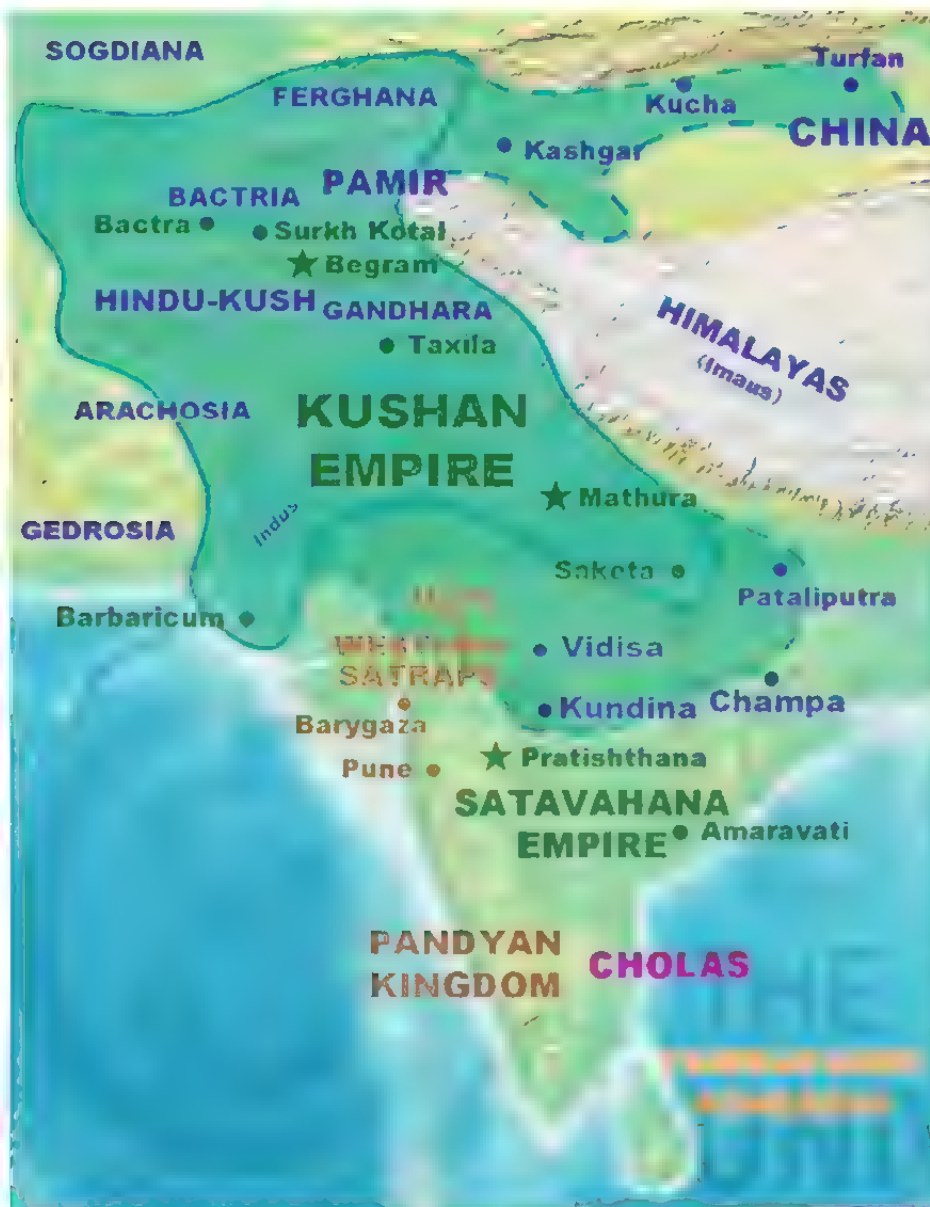 SOGDIANA
Turfan
FERGHANA
Kucha
CHINA
Kashgar
PAMIR
BACTRIA
Bactra
Surkh Kotal
Begram
HINDU-KUSH
GANDHARA
HIMALAYAS
(Imaus)
Taxila
ARACHOSIA
KUSHAN
EMPIRE
Mathura
Indus
GEDROSIA
Saketa
Pataliputra
Barbaricum
Vidisa
Kundina
Champa
Barygaza
Pratishthana
Pune
SATAVAHANA
EMPIRE
Amaravati
PANDYAN
KINGDOM
CHOLAS
THE
UNI